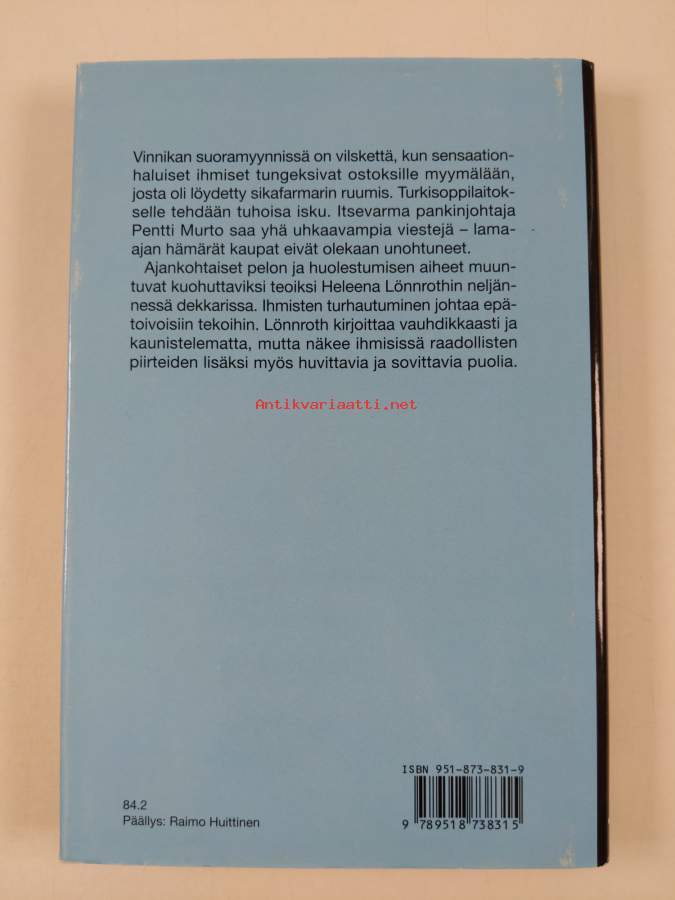 Vinnikan suoramyynnissä on vilskettä, kun sensaation-
haluiset ihmiset tungeksivat ostoksille myymälään,
josta oli löydetty sikafarmarin ruumis. Turkisoppilaitok-
selle tehdään tuhoisa isku. Itsevarma pankinjohtaja
Pentti Murto saa yhä uhkaavampia viestejä – lama-
ajan hämärät kaupat eivät olekaan unohtuneet.
Ajankohtaiset pelon ja huolestumisen aiheet muun-
tuvat kuohuttaviksi teoiksi Heleena Lönnrothin neljän-
nessä dekkarissa. Ihmisten turhautuminen johtaa epä-
toivoisiin tekoihin. Lönnroth kirjoittaa vauhdikkaasti ja
kaunistelematta, mutta näkee ihmisissä raadollisten
piirteiden lisäksi myös huvittavia ja sovittavia puolia.
Antikvariaatti.net
ISBN 951-873-831-9
84.2
Päällys: Raimo Huittinen
9 789518 738315